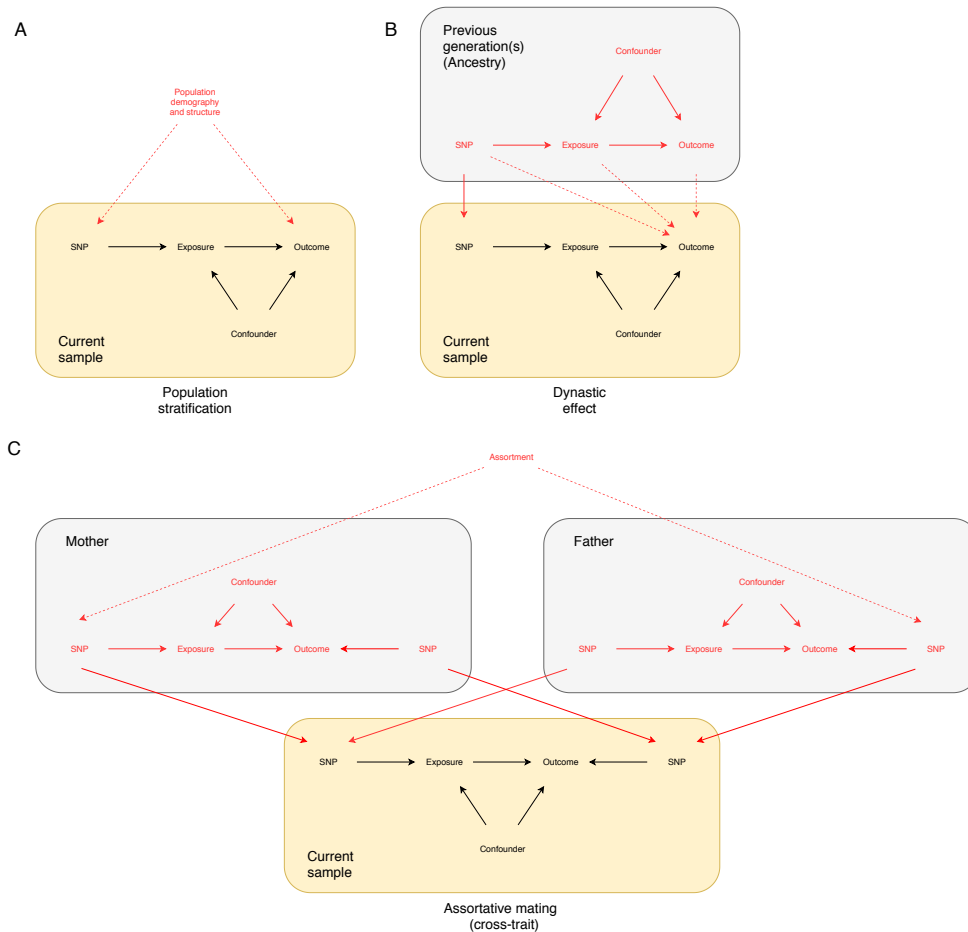 A
Population
demography
and structure
SNP
Exposure
Outcome
Confounder
Current
sample
Population
stratification
B
Previous
generation(s)
(Ancestry)
Confounder
SNP
Exposure
Outcome
SNP
Exposure
Outcome
Confounder
Current
sample
Dynastic
effect
C
Assortment
Mother
Confounder
SNP
Exposure
Outcome
SNP
Father
Confounder
SNP
Exposure
Outcome
SNP
SNP
Exposure
Outcome
SNP
Confounder
Current
sample
Assortative mating
(cross-trait)